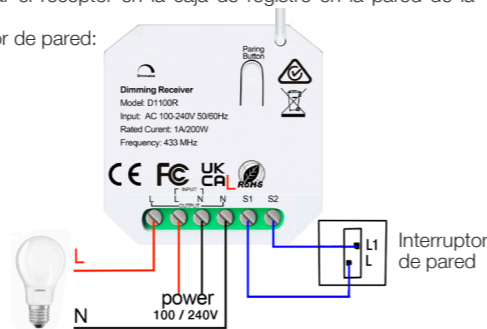 ar el receptor en la caja de registro en la pared de la
or de pared:
Paring
Button
Dimmable
Dimming Receiver
Model: D1100R
Input: AC 100-240V 50/60Hz
Rated Curent: 1A/200W
Frequency: 433 MHz
CE FC UK
CA L RoHS
INPUT
L L N N S1 S2
OUTPUT
L1
L
Interruptor
de pared
L
power
100 / 240V
N